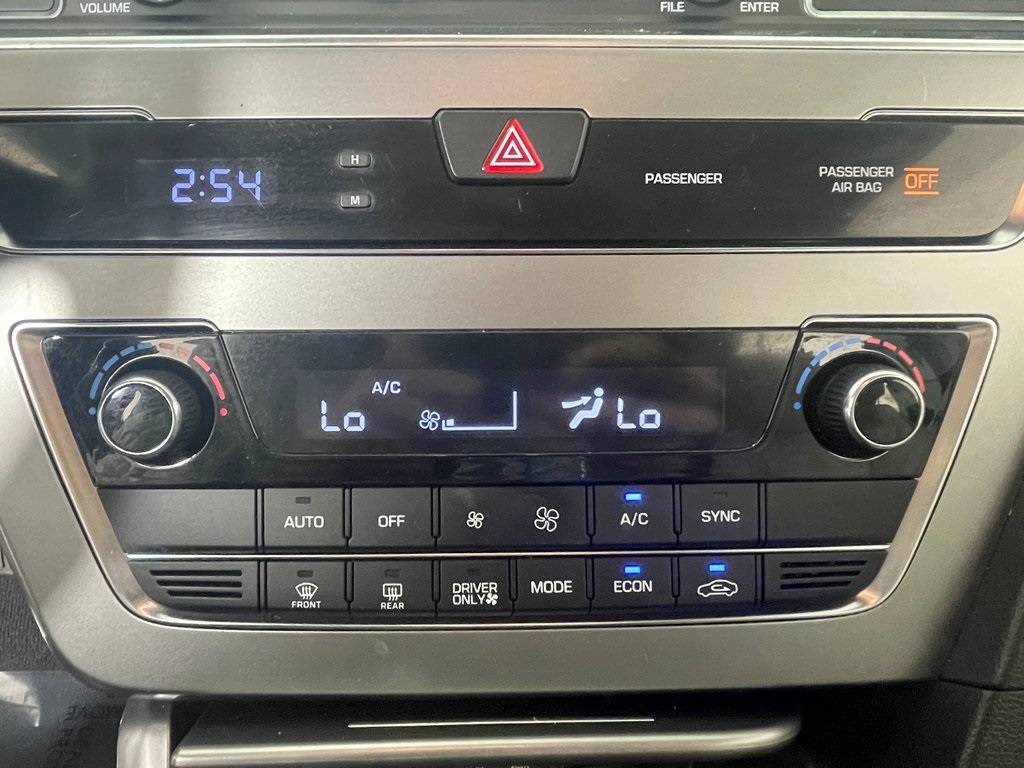 VOLUME
FILE
ENTER
2:54
H
M
PASSENGER
PASSENGER
AIR BAG
OFF
A/C
Lo
Lo
AUTO
OFF
A/C
SYNC
FRONT
REAR
DRIVER
ONLY
MODE
ECON